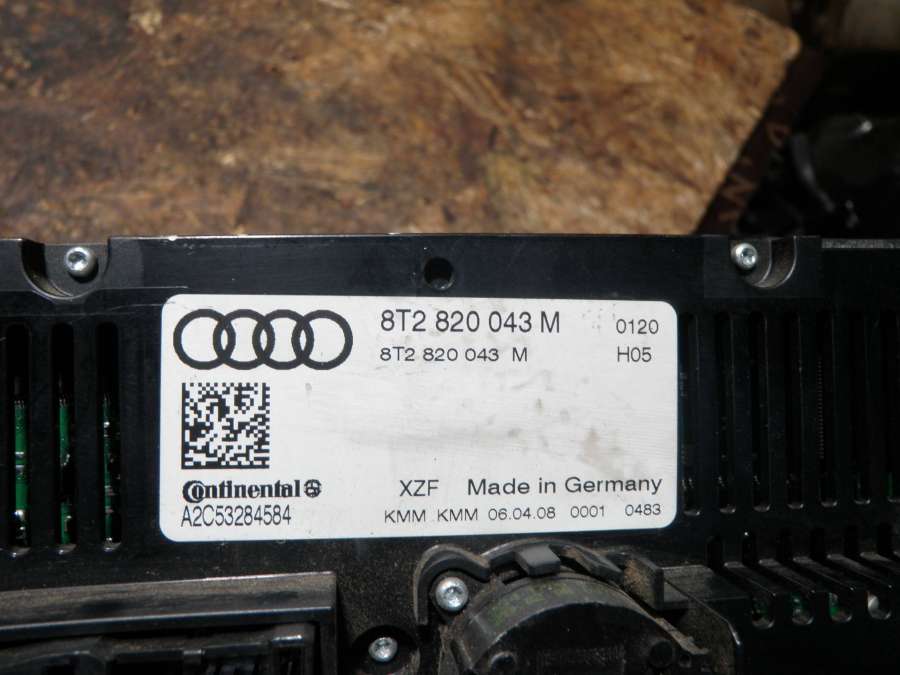 8T2 820 043 M 0120
8T2 820 043 M H05
Continental XZF Made in Germany
A2C53284584 KMM KMM 06.04.08 0001 0483